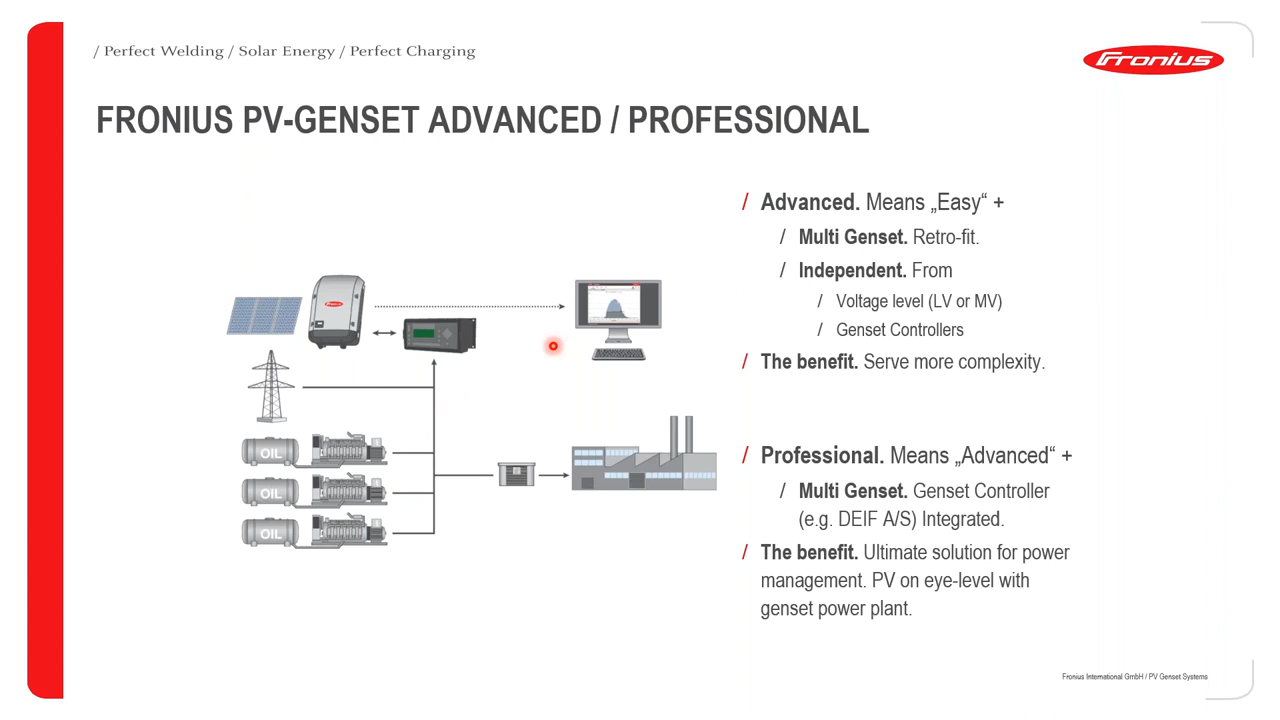 / Perfect Welding / Solar Energy / Perfect Charging
Fronius
FRONIUS PV-GENSET ADVANCED / PROFESSIONAL
/ Advanced. Means „Easy“ +
/ Multi Genset. Retro-fit.
/ Independent. From
/ Voltage level (LV or MV)
/ Genset Controllers
/ The benefit. Serve more complexity.
Fronius
OIL
OIL
OIL
/ Professional. Means „Advanced“ +
/ Multi Genset. Genset Controller
(e.g. DEIF A/S) Integrated.
/ The benefit. Ultimate solution for power
management. PV on eye-level with
genset power plant.
Fronius International GmbH / PV Genset Systems